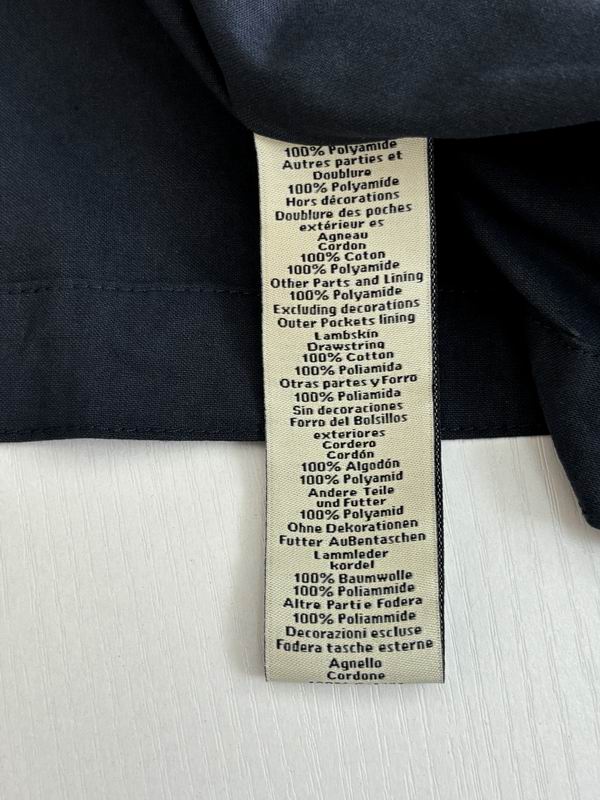 100% Polyamide
Autres parties et
Doublure
100% Polyamide
Hors décorations
Doublure des poches
extérieur es
Agneau
Cordon
100% Coton
100% Polyamide
Other Parts and Lining
100% Polyamide
Excluding decorations
Outer Pockets lining
Lambskin
Drawstring
100% Cotton
100% Poliamida
Otras partes y Forro
100% Poliamida
Sin decoraciones
Forro del Bolsillos
exteriores
Cordero
Cordón
100% Algodón
100% Polyamid
Andere Teile
und Futter
100% Polyamid
Ohne Dekorationen
Futter Außentaschen
Lammleder
kordel
100% Baumwolle
100% Poliammide
Altre Parti e Fodera
100% Poliammide
Decorazioni escluse
Fodera tasche esterne
Agnello
Cordone